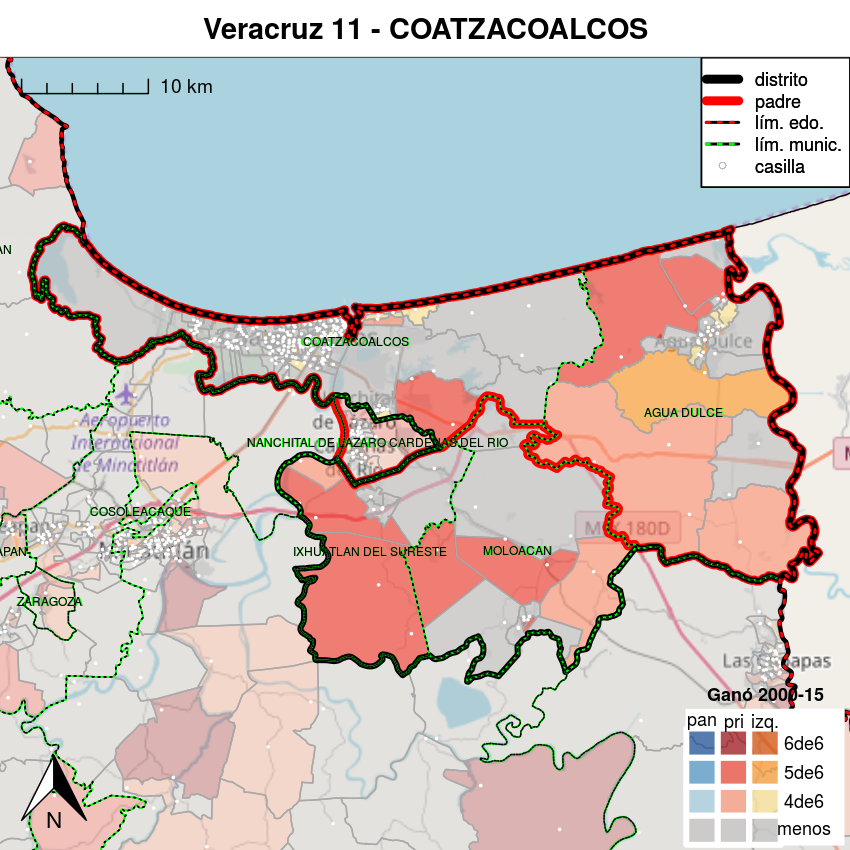 Veracruz 11 - COATZACOALCOS
10 km
distrito
padre
lím. edo.
lím. munic.
casilla
AN
COATZACOALCOS
Agua Dulce
AGUA DULCE
Aeropuerto
Internacional
de Minatitlán
NANCHITAL DE LAZARO CARDENAS DEL RIO
COSOLEACAQUE
Minatitlán
APAN
IXHUATLAN DEL SURESTE
MOLOACAN
MEX 180D
ZARAGOZA
Las Choapas
Ganó 2000-15
pan pri izq.
6de6
5de6
4de6
menos
N